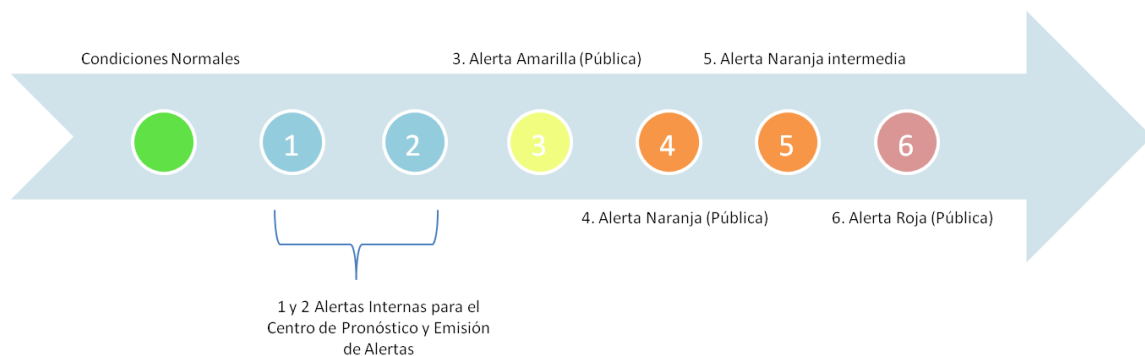 Condiciones Normales
3. Alerta Amarilla (Pública)
5. Alerta Naranja intermedia
1
2
3
4
5
6
4. Alerta Naranja (Pública)
6. Alerta Roja (Pública)
1 y 2 Alertas Internas para el
Centro de Pronóstico y Emisión
de Alertas